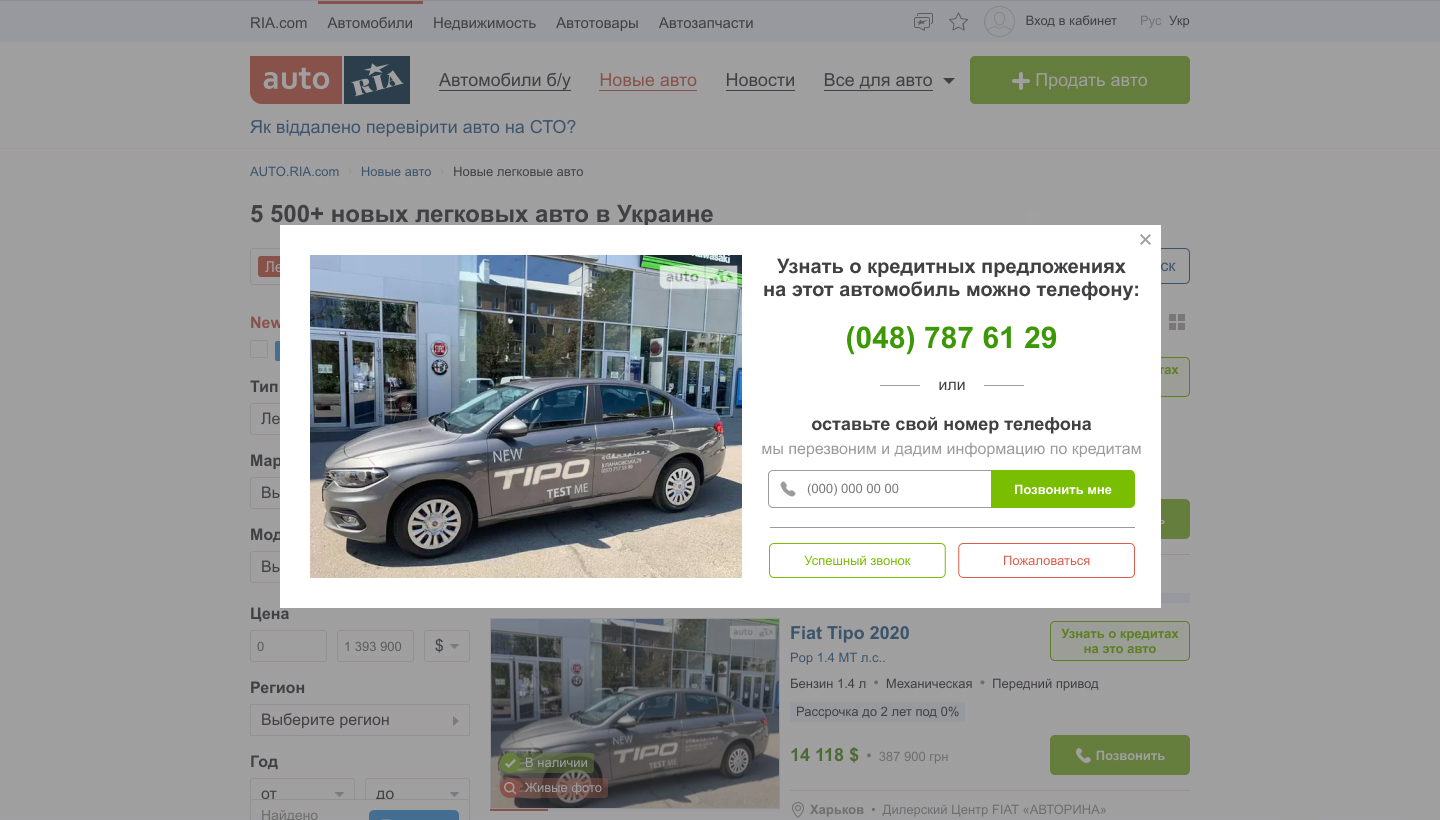 RIA.com Автомобили Недвижимость Автотовары Автозапчасти Вход в кабинет Рус Укр
auto RIA Автомобили б/у Новые авто Новости Все для авто Продать авто
Як віддалено перевірити авто на СТО?
AUTO.RIA.com Новые авто Новые легковые авто
5 500+ новых легковых авто в Украине
New
Тип
Ле
Мар
Вы
Мод
Вы
Цена
0 1 393 900 $
Регион
Выберите регион
Год
от до
Найдено
auto RIA
NEW
TIPO
TEST ME
Узнать о кредитных предложениях
на этот автомобиль можно телефону:
(048) 787 61 29
или
оставьте свой номер телефона
мы перезвоним и дадим информацию по кредитам
(000) 000 00 00 Позвонить мне
Успешный звонок Пожаловаться
auto RIA
NEW
TIPO
TEST ME
В наличии
Живые фото
Fiat Tipo 2020
Pop 1.4 MT л.с..
Бензин 1.4 л • Механическая • Передний привод
Рассрочка до 2 лет под 0%
14 118 $ • 387 900 грн
Харьков • Дилерский Центр FIAT «АВТОРИНА»
Узнать о кредитах
на это авто
Позвонить